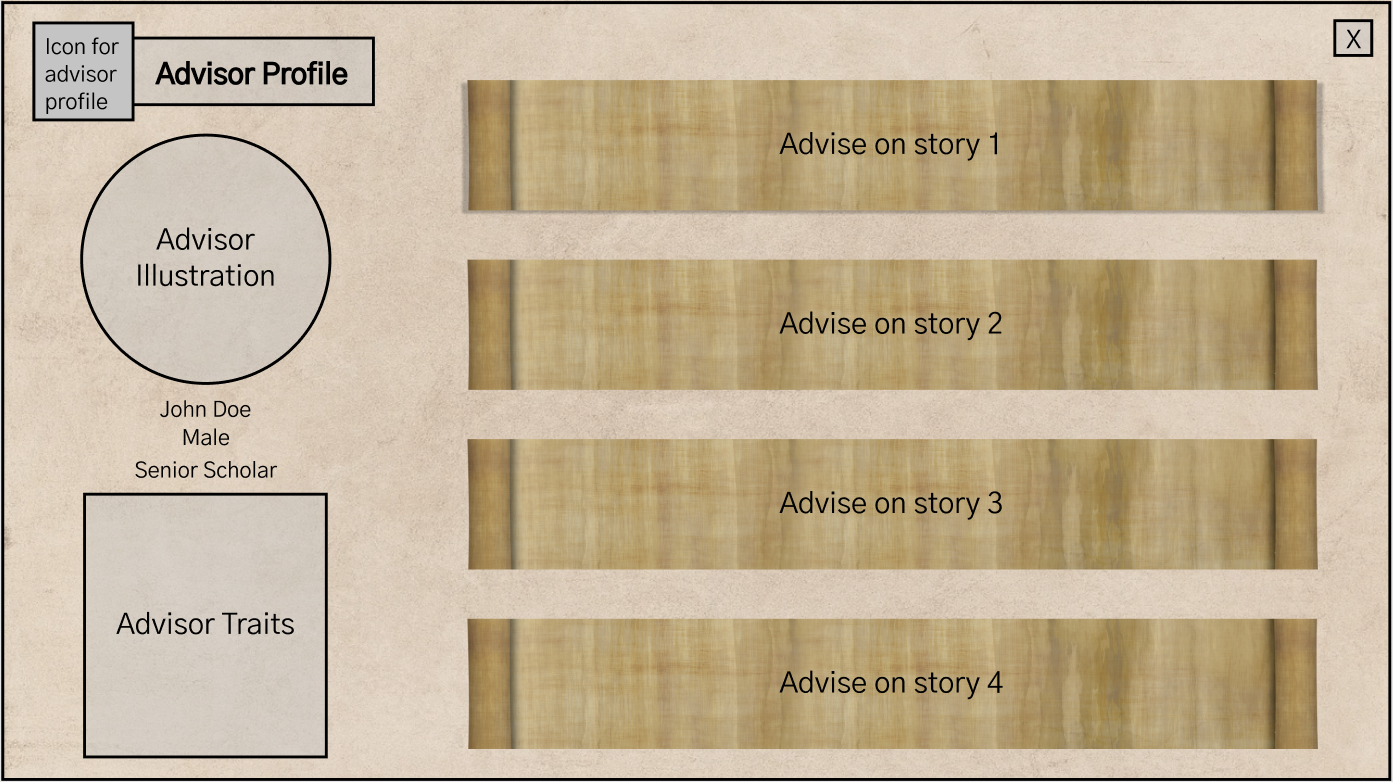 Icon for
advisor
profile
Advisor Profile
X
Advisor
Illustration
John Doe
Male
Senior Scholar
Advisor Traits
Advise on story 1
Advise on story 2
Advise on story 3
Advise on story 4